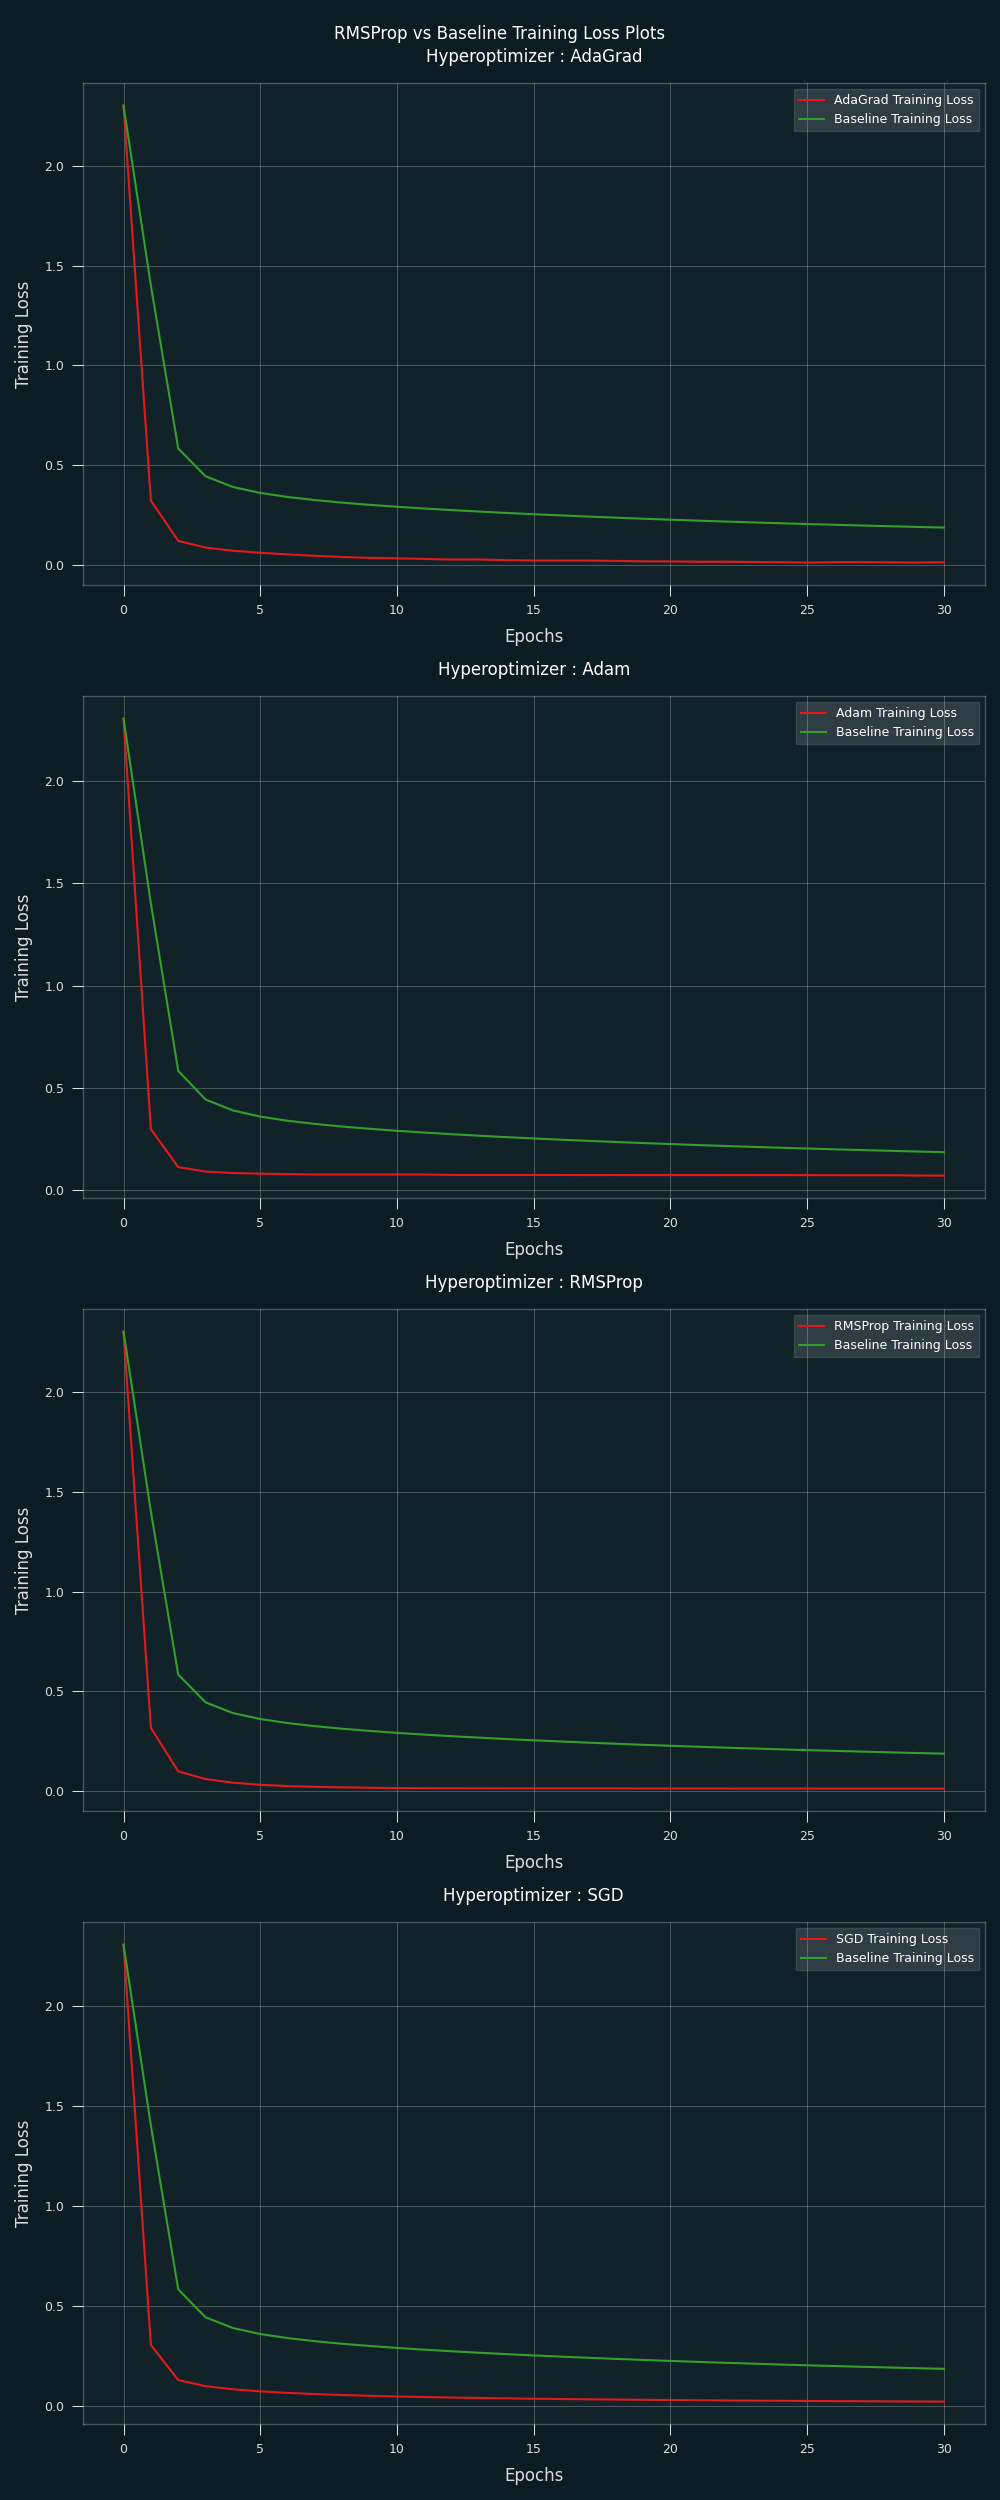 RMSProp vs Baseline Training Loss Plots
Hyperoptimizer : AdaGrad
AdaGrad Training Loss
Baseline Training Loss
Training Loss
2.0
1.5
1.0
0.5
0.0
0 5 10 15 20 25 30
Epochs
Hyperoptimizer : Adam
Adam Training Loss
Baseline Training Loss
Training Loss
2.0
1.5
1.0
0.5
0.0
0 5 10 15 20 25 30
Epochs
Hyperoptimizer : RMSProp
RMSProp Training Loss
Baseline Training Loss
Training Loss
2.0
1.5
1.0
0.5
0.0
0 5 10 15 20 25 30
Epochs
Hyperoptimizer : SGD
SGD Training Loss
Baseline Training Loss
Training Loss
2.0
1.5
1.0
0.5
0.0
0 5 10 15 20 25 30
Epochs